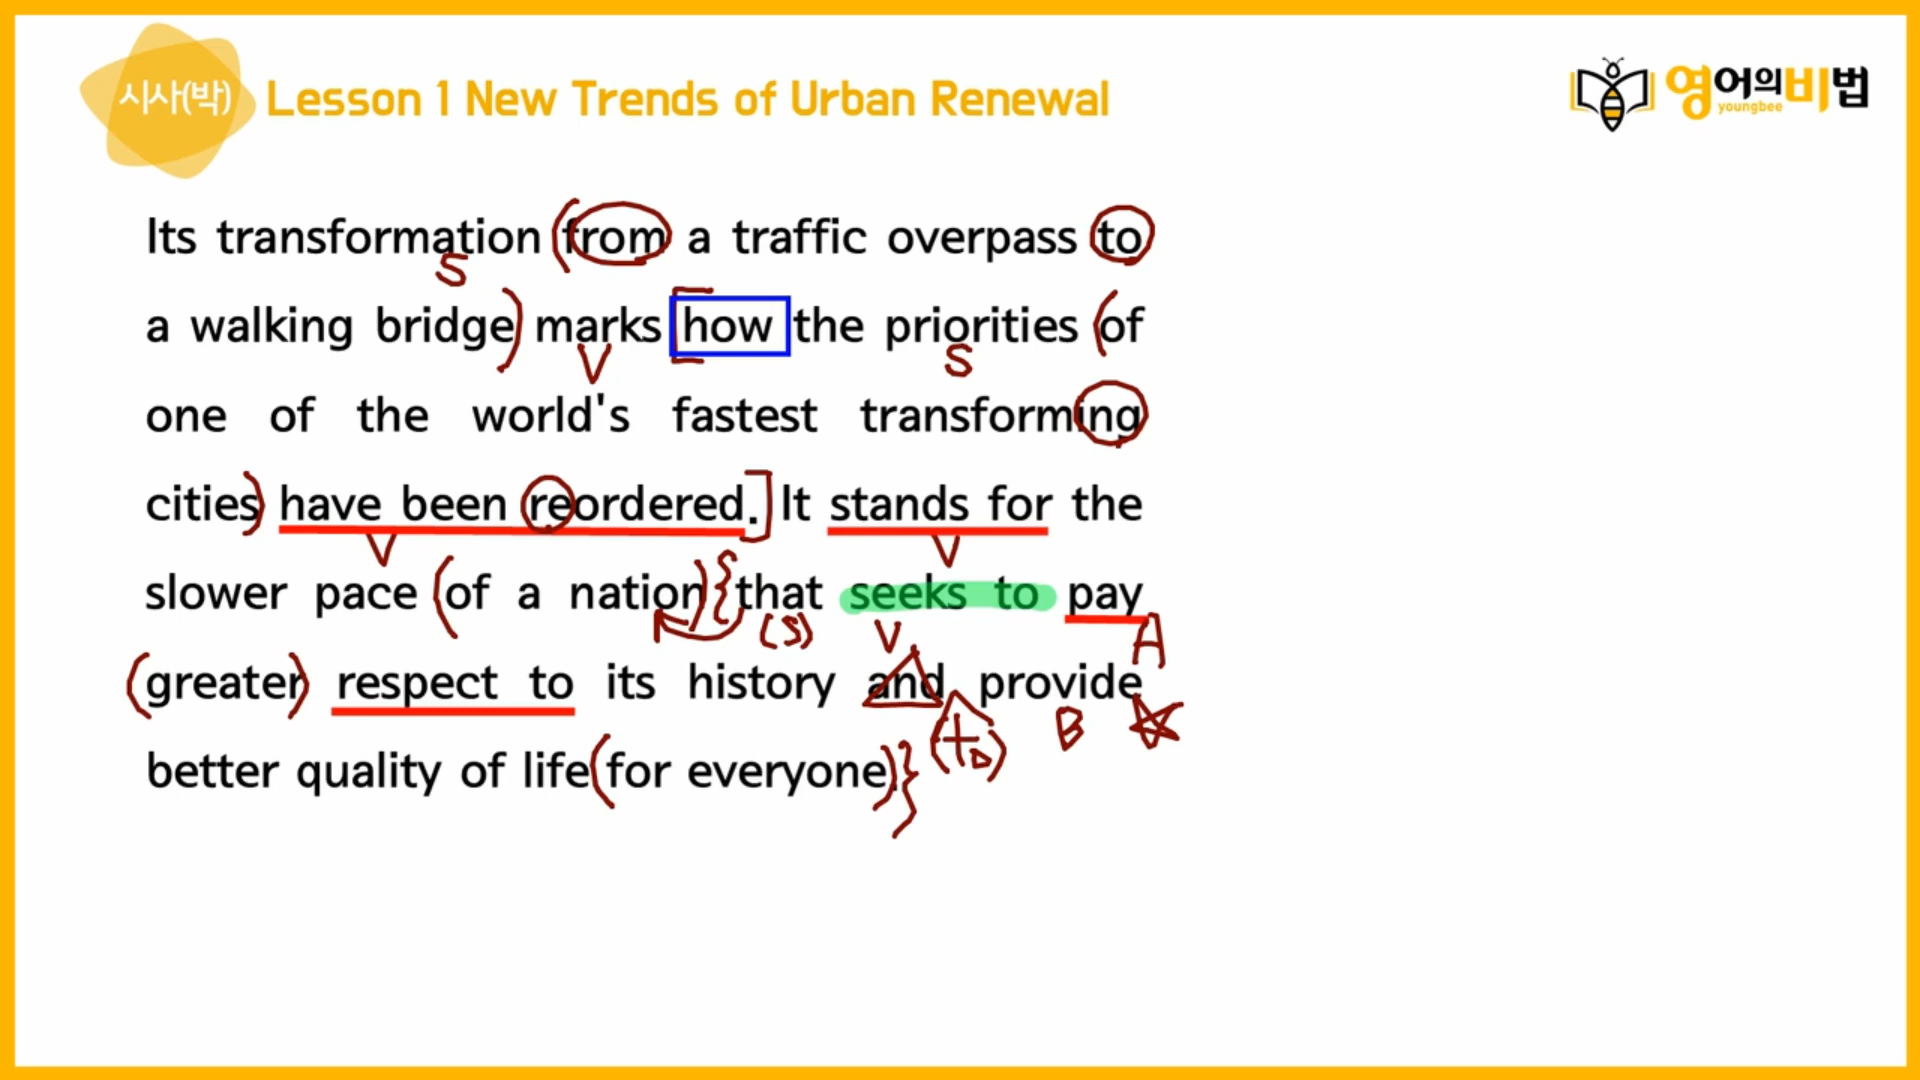 시사(박)
Lesson 1 New Trends of Urban Renewal
영어의비법
youngbee
Its transformation from a traffic overpass to
S
a walking bridge marks how the priorities of
V S
one of the world's fastest transforming
cities have been reordered. It stands for the
V V
slower pace of a nation that seeks to pay
(S) V A
greater respect to its history and provide
(to) B
better quality of life for everyone.